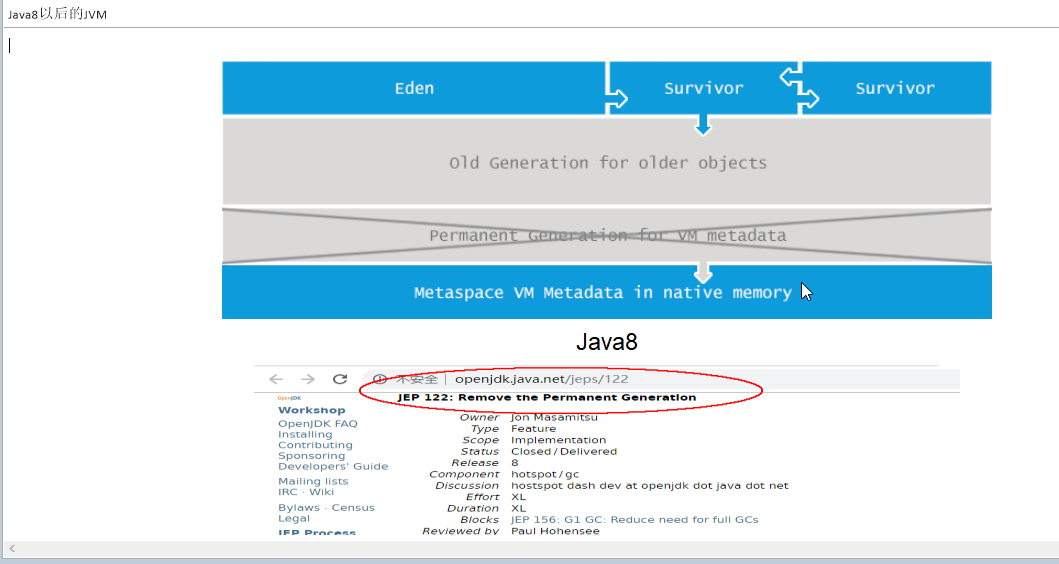 Java8以后的JVM
Eden
Survivor
Survivor
Old Generation for older objects
Permanent Generation for VM metadata
Metaspace VM Metadata in native memory
Java8
不安全 | openjdk.java.net/jeps/122
OpenJDK
JEP 122: Remove the Permanent Generation
Workshop
OpenJDK FAQ
Installing
Contributing
Sponsoring
Developers' Guide
Mailing lists
IRC · Wiki
Bylaws · Census
Legal
JEP Process
Owner Jon Masamitsu
Type Feature
Scope Implementation
Status Closed / Delivered
Release 8
Component hotspot / gc
Discussion hostspot dash dev at openjdk dot java dot net
Effort XL
Duration XL
Blocks JEP 156: G1 GC: Reduce need for full GCs
Reviewed by Paul Hohensee